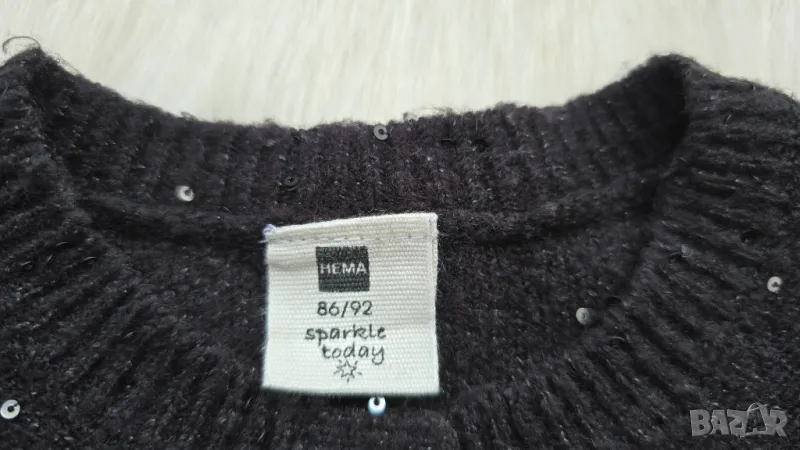 HEMA
86/92
sparkle
today
BAZAR